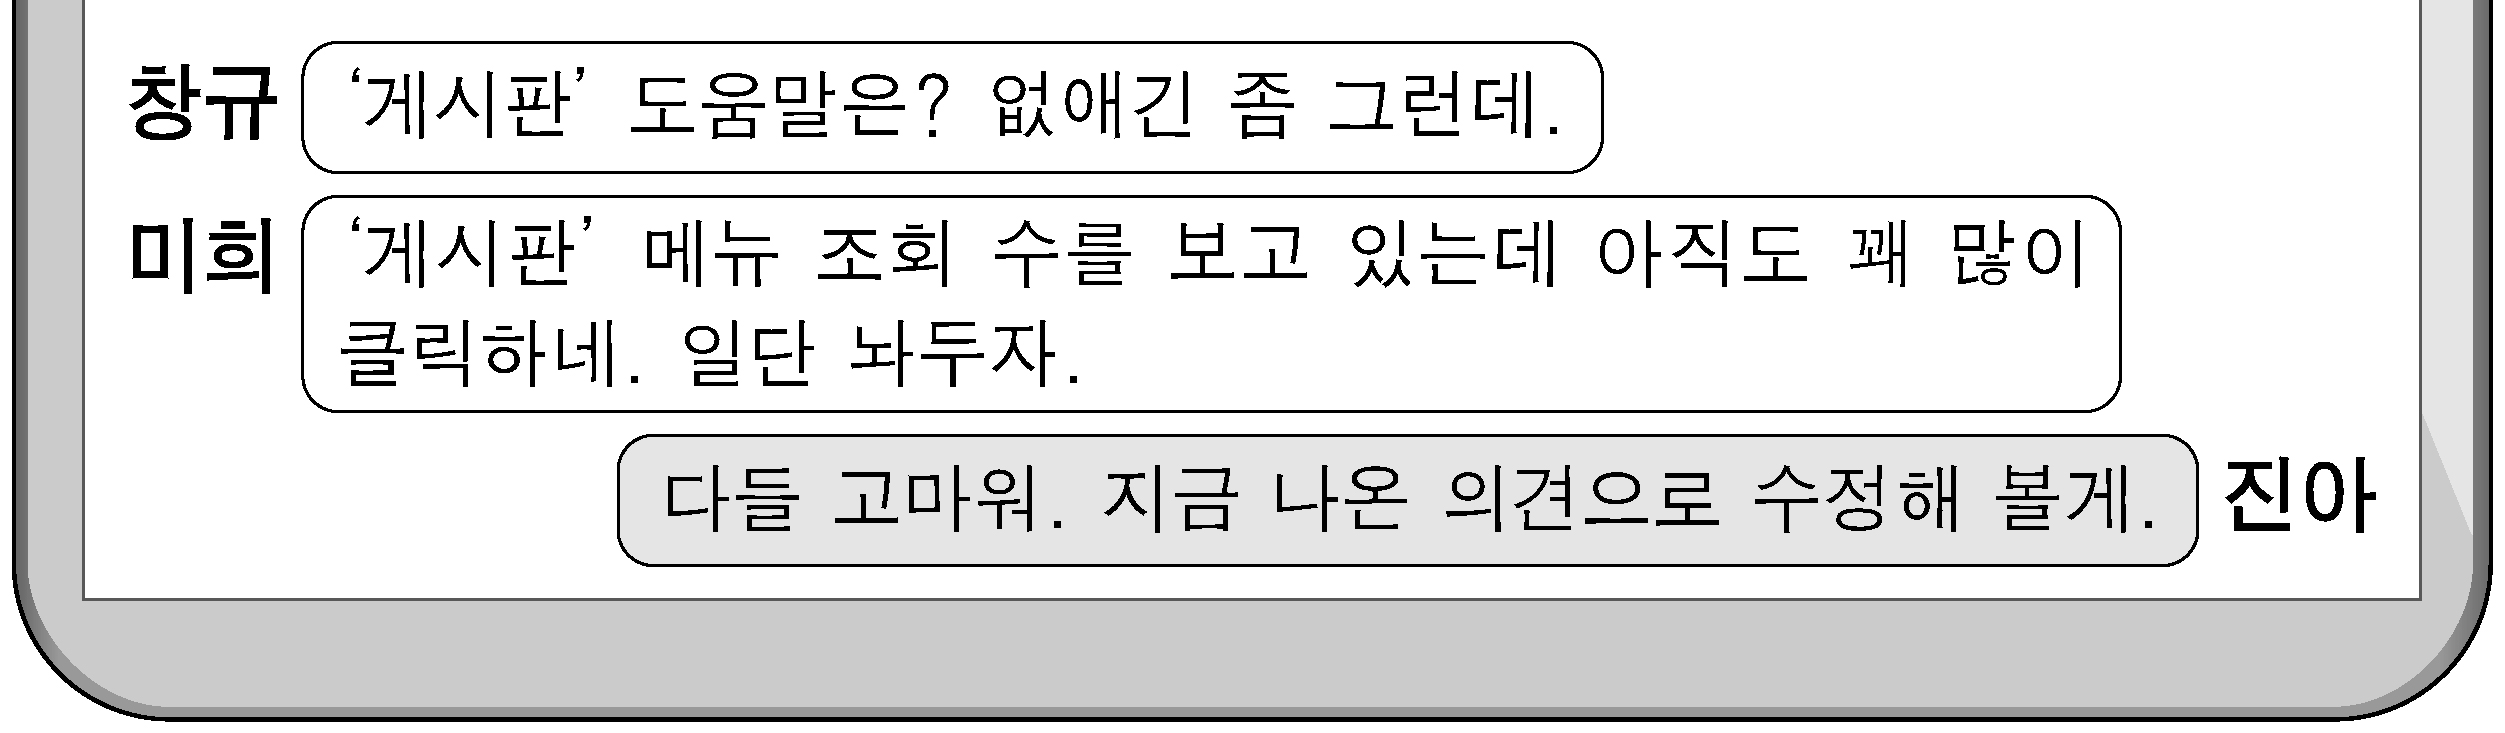 창규 ‘게시판’ 도움말은? 없애긴 좀 그런데.
미희 ‘게시판’ 메뉴 조회 수를 보고 있는데 아직도 꽤 많이
클릭하네. 일단 놔두자.
다들 고마워. 지금 나온 의견으로 수정해 볼게. 진아